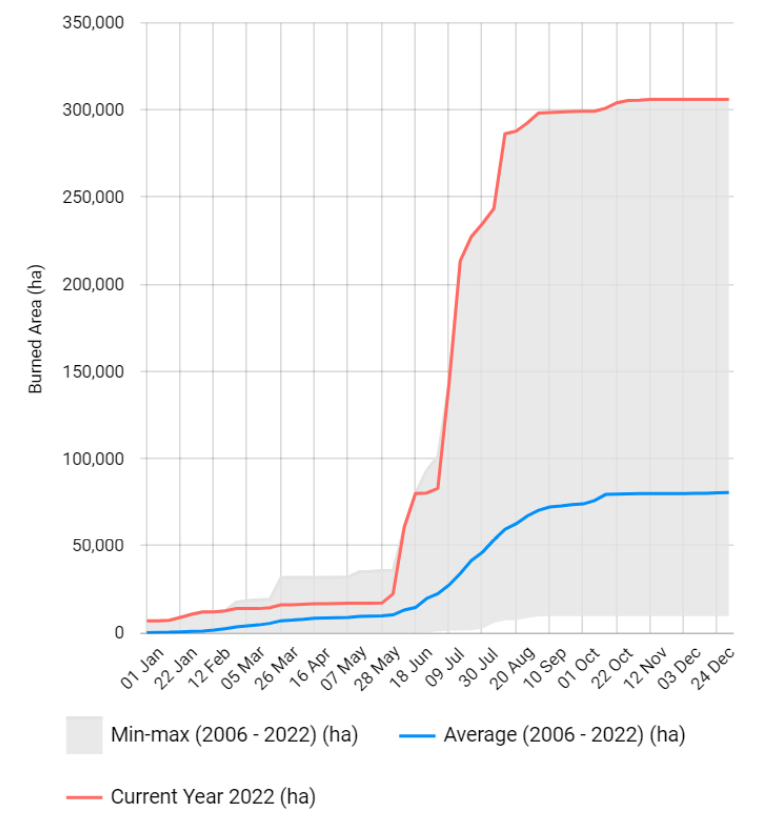 350,000
300,000
250,000
200,000
150,000
100,000
50,000
0
Burned Area (ha)
01 Jan
22 Jan
12 Feb
05 Mar
26 Mar
16 Apr
07 May
28 May
18 Jun
09 Jul
30 Jul
20 Aug
10 Sep
01 Oct
22 Oct
12 Nov
03 Dec
24 Dec
Min-max (2006 - 2022) (ha)
Average (2006 - 2022) (ha)
Current Year 2022 (ha)